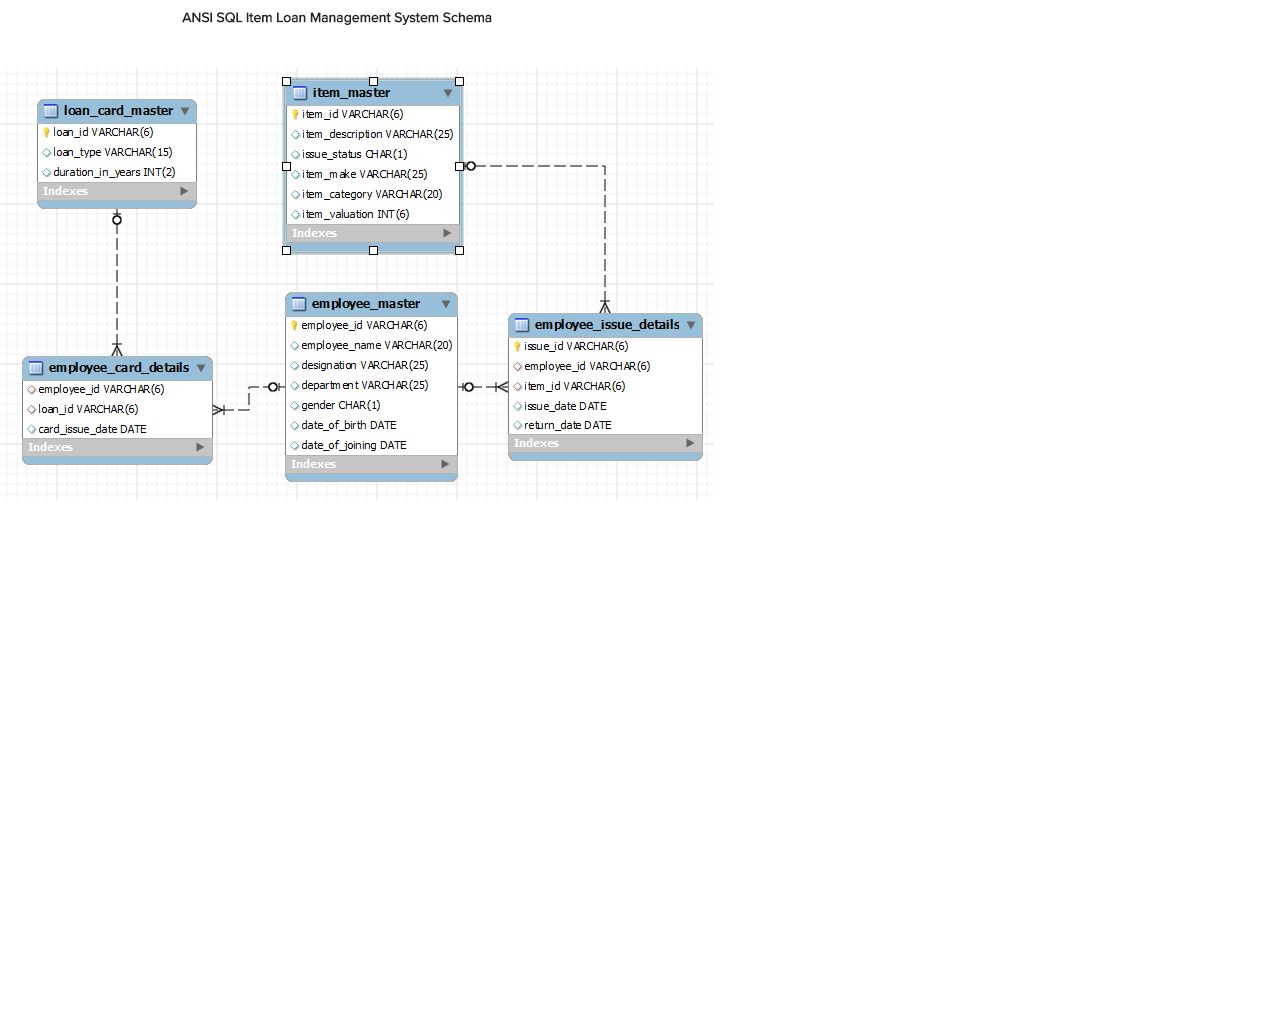 ANSI SQL Item Loan Management System Schema
loan_card_master
loan_id VARCHAR(6)
loan_type VARCHAR(15)
duration_in_years INT(2)
Indexes
item_master
item_id VARCHAR(6)
item_description VARCHAR(25)
issue_status CHAR(1)
item_make VARCHAR(25)
item_category VARCHAR(20)
item_valuation INT(6)
Indexes
employee_card_details
employee_id VARCHAR(6)
loan_id VARCHAR(6)
card_issue_date DATE
Indexes
employee_master
employee_id VARCHAR(6)
employee_name VARCHAR(20)
designation VARCHAR(25)
department VARCHAR(25)
gender CHAR(1)
date_of_birth DATE
date_of_joining DATE
Indexes
employee_issue_details
issue_id VARCHAR(6)
employee_id VARCHAR(6)
item_id VARCHAR(6)
issue_date DATE
return_date DATE
Indexes